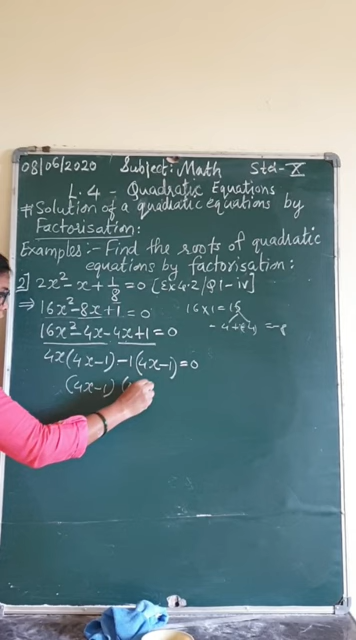 08/06/2020 Subject: Math Std-X
L.4 - Quadratic Equations
# Solution of a quadratic equations by
Factorisation:
Examples:- Find the roots of quadratic
equations by factorisation:
2] 2x² - x + 1/8 = 0 [Ex 4.2/Q1-iv]
⇒ 16x² - 8x + 1 = 0
16 x 1 = 15
16x² - 4x - 4x + 1 = 0
- 4 + (-4) = -8
4x(4x-1) - 1(4x-1) = 0
(4x-1) (